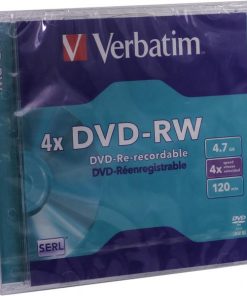 Verbatim
4x DVD-RW
DVD-Re-recordable
DVD-Réenregistrable
4.7 GB
4x
120 min
SERL
DVD